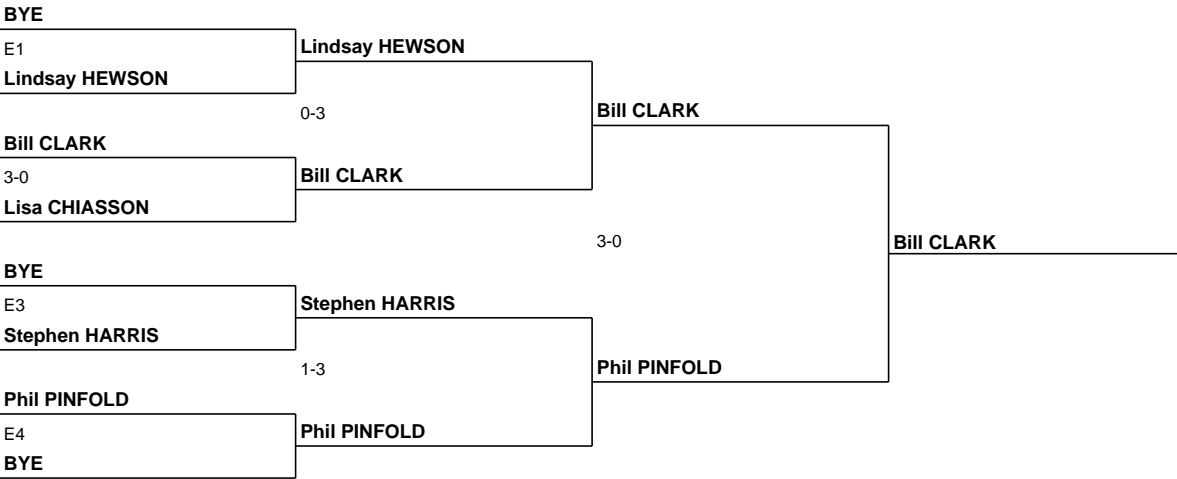 BYE
E1
Lindsay HEWSON
Lindsay HEWSON
0-3
Bill CLARK
Bill CLARK
3-0
Bill CLARK
Lisa CHIASSON
3-0
Bill CLARK
BYE
E3
Stephen HARRIS
Stephen HARRIS
1-3
Phil PINFOLD
Phil PINFOLD
E4
Phil PINFOLD
BYE